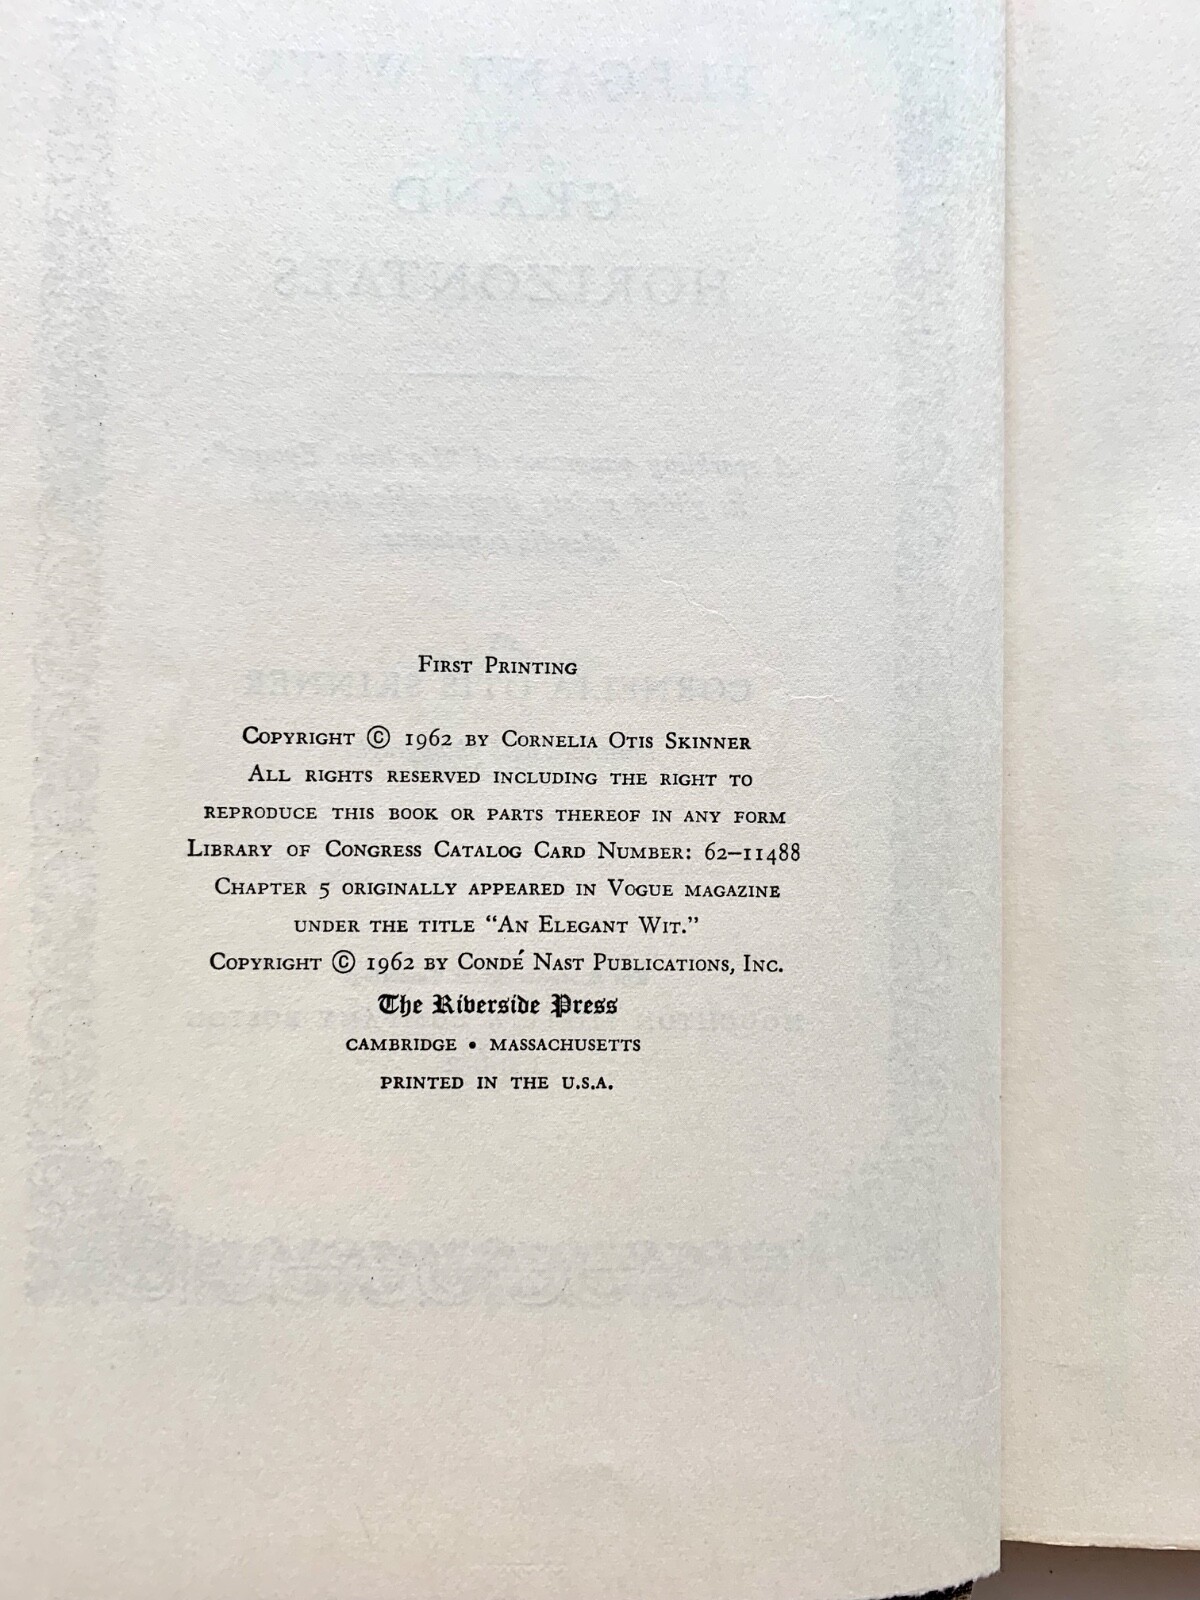 First Printing
Copyright © 1962 by Cornelia Otis Skinner
All rights reserved including the right to
reproduce this book or parts thereof in any form
Library of Congress Catalog Card Number: 62–11488
Chapter 5 originally appeared in Vogue magazine
under the title “An Elegant Wit.”
Copyright © 1962 by Condé Nast Publications, Inc.
The Riverside Press
CAMBRIDGE • MASSACHUSETTS
PRINTED IN THE U.S.A.